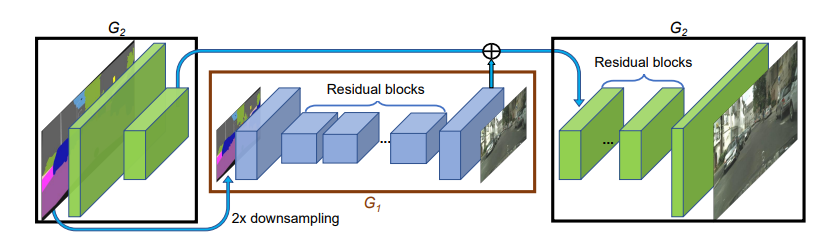 G2
G2
Residual blocks
Residual blocks
...
...
2x downsampling
G1